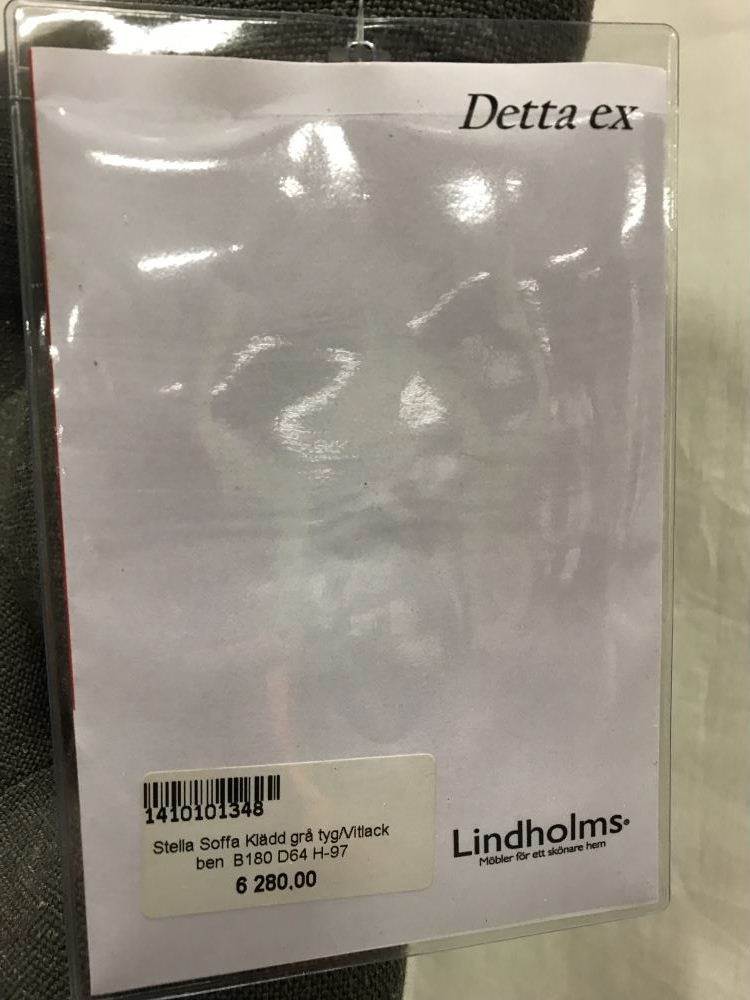 Detta ex
1410101348
Stella Soffa Klädd grå tyg/Vitlack
ben B180 D64 H-97
6 280.00
Lindholms
Möbler för ett skönare hem